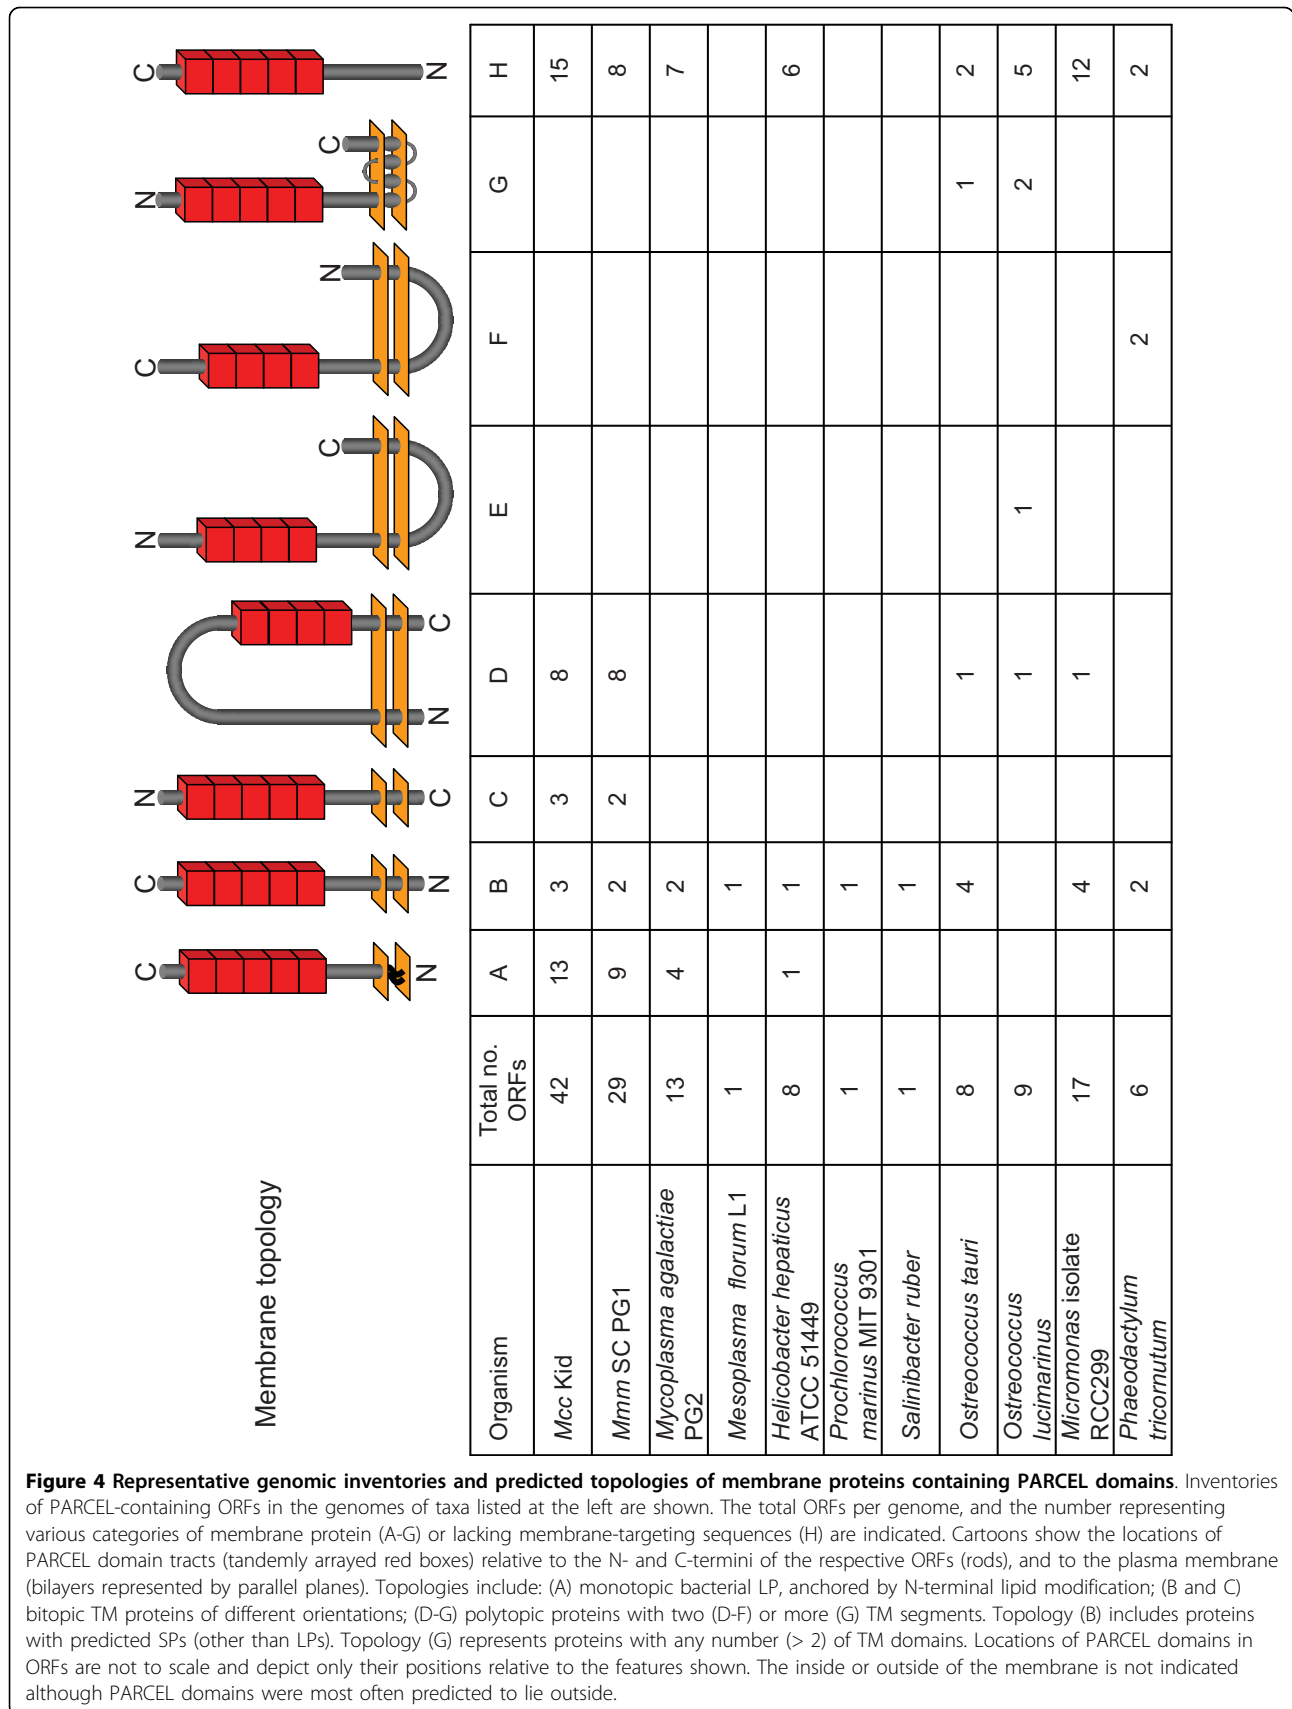 Membrane topology
C
N
C
N
N
C
N
C
N
C
C
N
N
C
C
N
Organism Total no. ORFs A B C D E F G H
Mcc Kid 42 13 3 3 8 15
Mmm SC PG1 29 9 2 2 8 8
Mycoplasma agalactiae
PG2 13 4 2 7
Mesoplasma florum L1 1 1
Helicobacter hepaticus
ATCC 51449 8 1 1 6
Prochlorococcus
marinus MIT 9301 1 1
Salinibacter ruber 1 1
Ostreococcus tauri 8 4 1 1 2
Ostreococcus
lucimarinus 9 1 1 2 5
Micromonas isolate
RCC299 17 4 1 12
Phaeodactylum
tricornutum 6 2 2 2
Figure 4 Representative genomic inventories and predicted topologies of membrane proteins containing PARCEL domains. Inventories
of PARCEL-containing ORFs in the genomes of taxa listed at the left are shown. The total ORFs per genome, and the number representing
various categories of membrane protein (A-G) or lacking membrane-targeting sequences (H) are indicated. Cartoons show the locations of
PARCEL domain tracts (tandemly arrayed red boxes) relative to the N- and C-termini of the respective ORFs (rods), and to the plasma membrane
(bilayers represented by parallel planes). Topologies include: (A) monotopic bacterial LP, anchored by N-terminal lipid modification; (B and C)
bitopic TM proteins of different orientations; (D-G) polytopic proteins with two (D-F) or more (G) TM segments. Topology (B) includes proteins
with predicted SPs (other than LPs). Topology (G) represents proteins with any number (> 2) of TM domains. Locations of PARCEL domains in
ORFs are not to scale and depict only their positions relative to the features shown. The inside or outside of the membrane is not indicated
although PARCEL domains were most often predicted to lie outside.